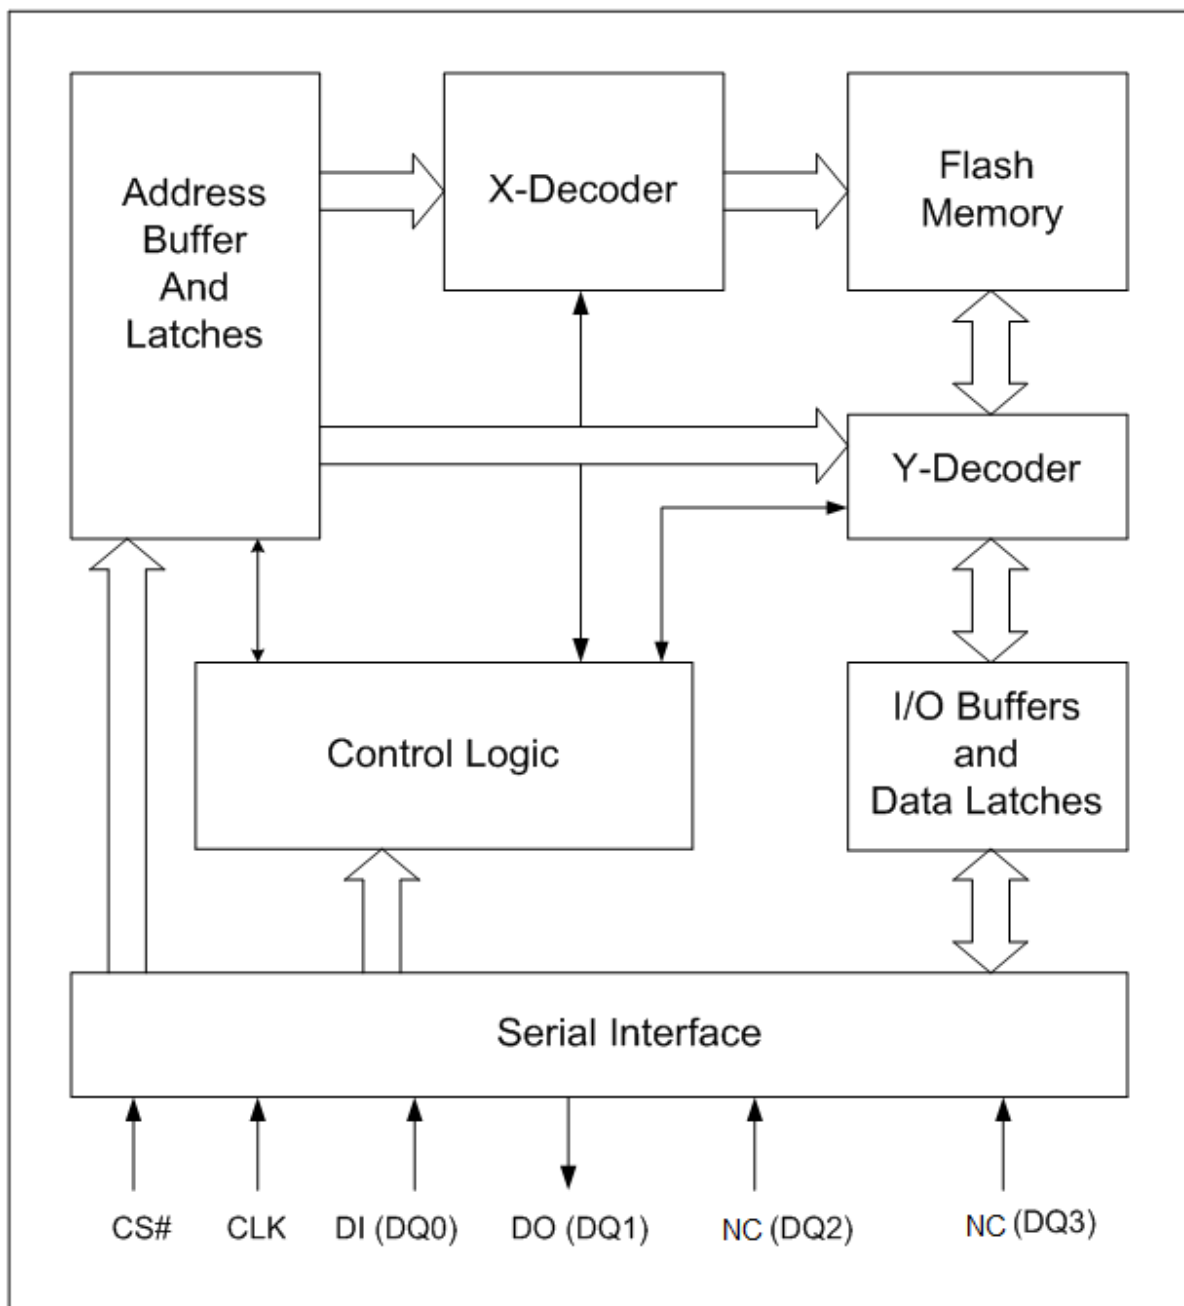 Address
Buffer
And
Latches
X-Decoder
Flash
Memory
Y-Decoder
Control Logic
I/O Buffers
and
Data Latches
Serial Interface
CS#
CLK
DI (DQ0)
DO (DQ1)
NC (DQ2)
NC (DQ3)